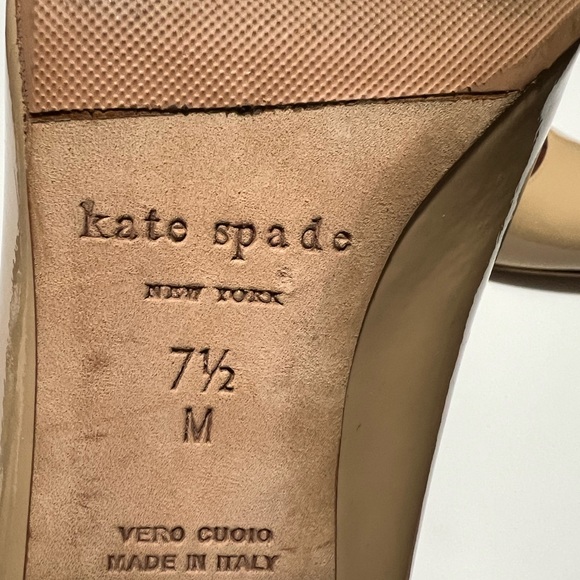 kate spade
NEW YORK
7½
M
VERO CUOIO
MADE IN ITALY